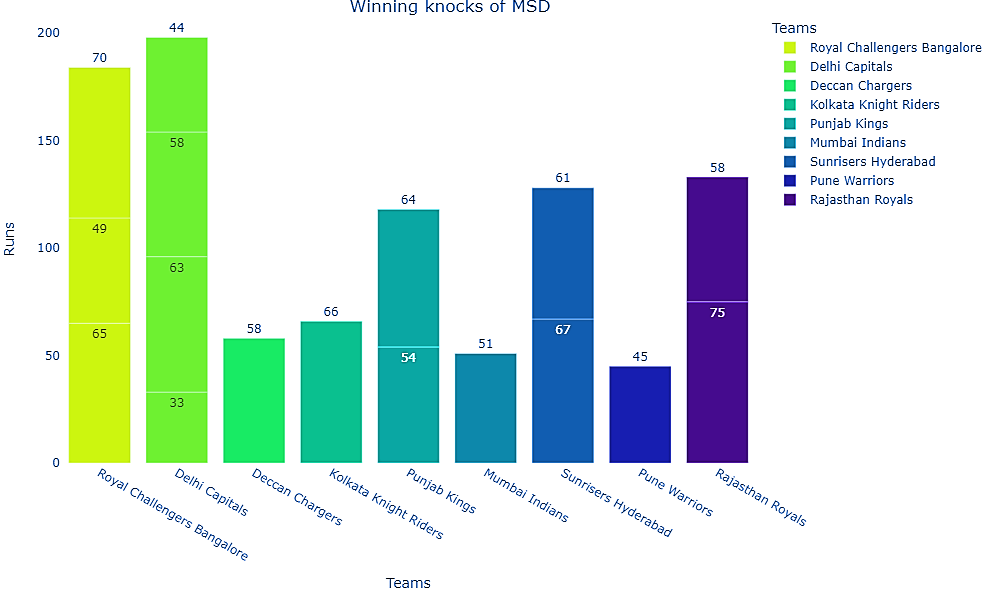 Winning knocks of MSD
Runs
200
150
100
50
0
70
49
65
44
58
63
33
58
66
64
54
51
61
67
45
58
75
Royal Challengers Bangalore
Delhi Capitals
Deccan Chargers
Kolkata Knight Riders
Punjab Kings
Mumbai Indians
Sunrisers Hyderabad
Pune Warriors
Rajasthan Royals
Teams
Teams
Royal Challengers Bangalore
Delhi Capitals
Deccan Chargers
Kolkata Knight Riders
Punjab Kings
Mumbai Indians
Sunrisers Hyderabad
Pune Warriors
Rajasthan Royals